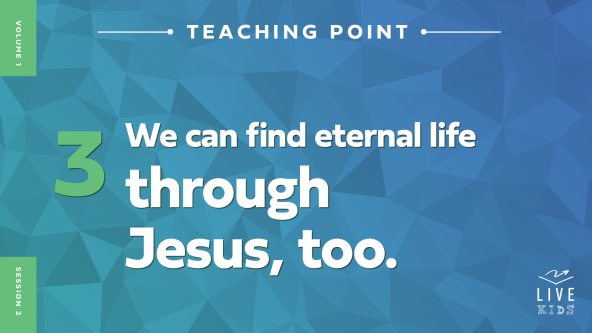 VOLUME 1
TEACHING POINT
3
We can find eternal life
through
Jesus, too.
SESSION 2
LIVE
KIDS